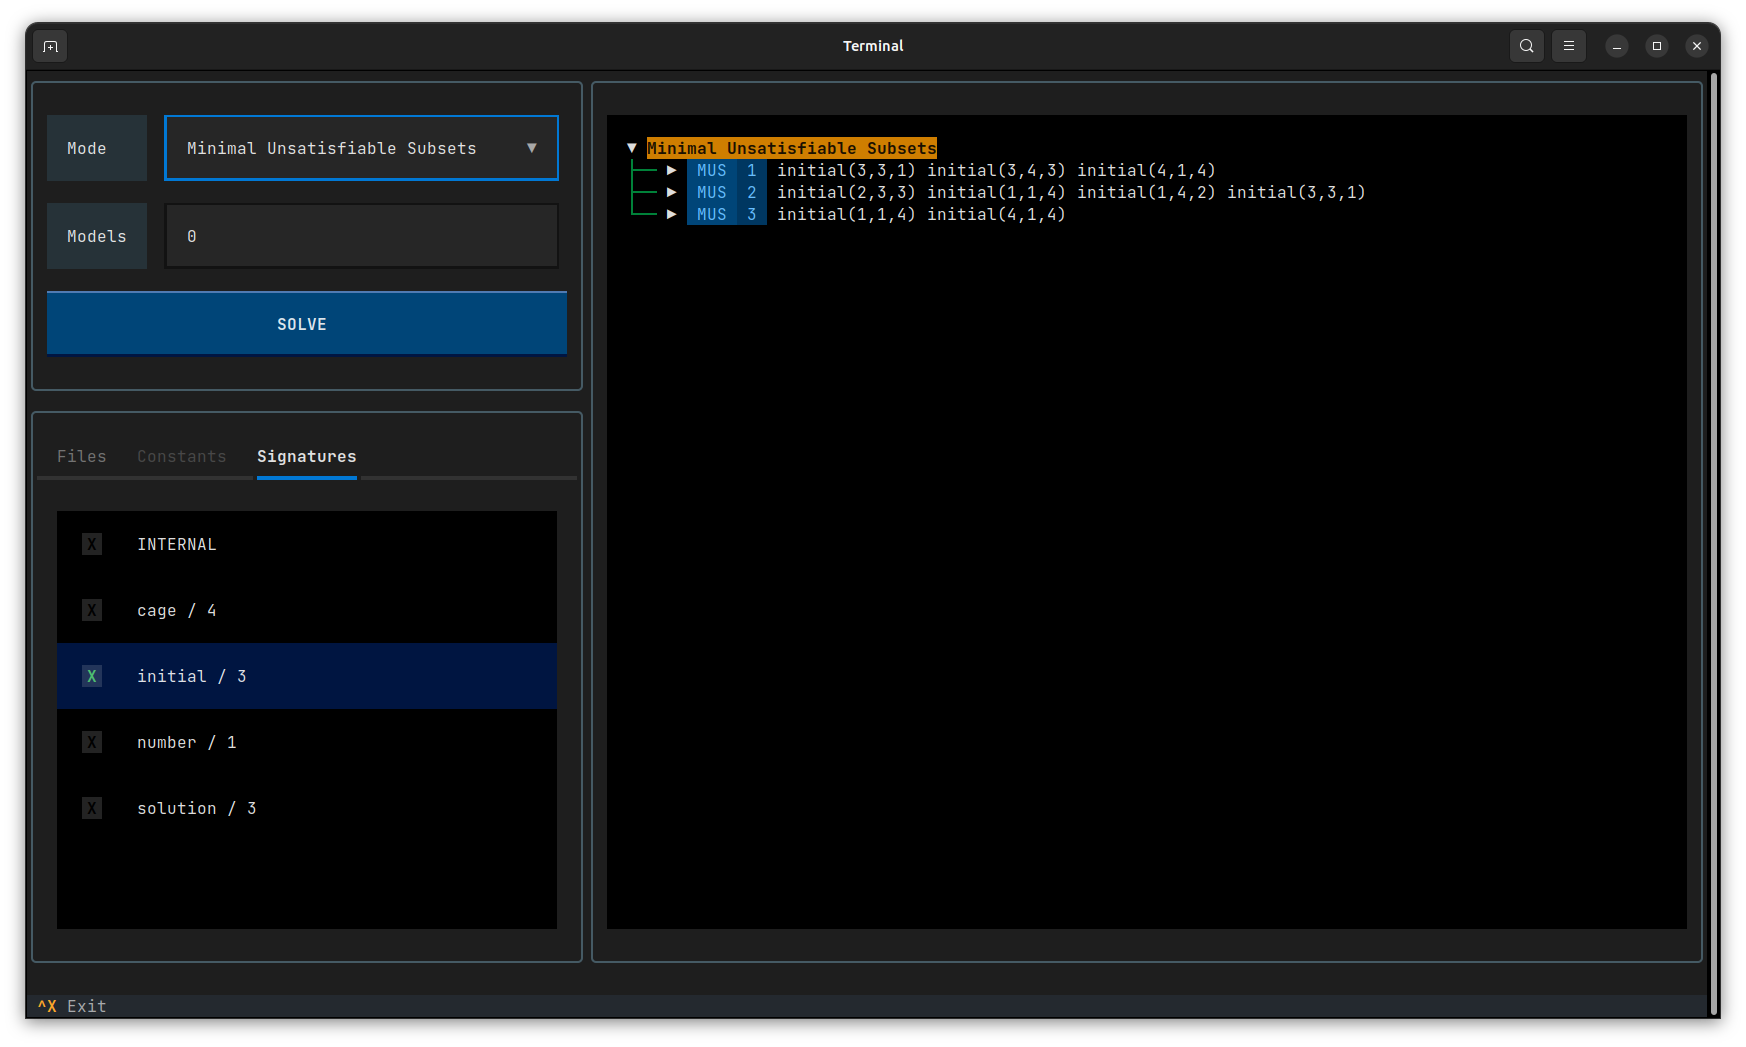 Terminal
Mode Minimal Unsatisfiable Subsets ▼
Models 0
SOLVE
Files Constants Signatures
X INTERNAL
X cage / 4
X initial / 3
X number / 1
X solution / 3
▼ Minimal Unsatisfiable Subsets
▶ MUS 1 initial(3,3,1) initial(3,4,3) initial(4,1,4)
▶ MUS 2 initial(2,3,3) initial(1,1,4) initial(1,4,2) initial(3,3,1)
▶ MUS 3 initial(1,1,4) initial(4,1,4)
^X Exit